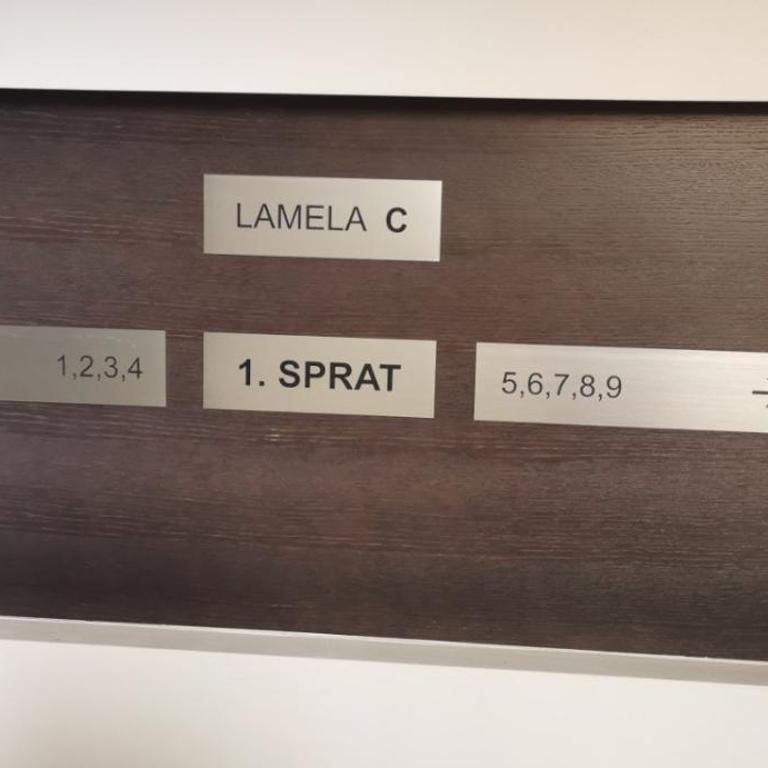 LAMELA C
1,2,3,4
1. SPRAT
5,6,7,8,9